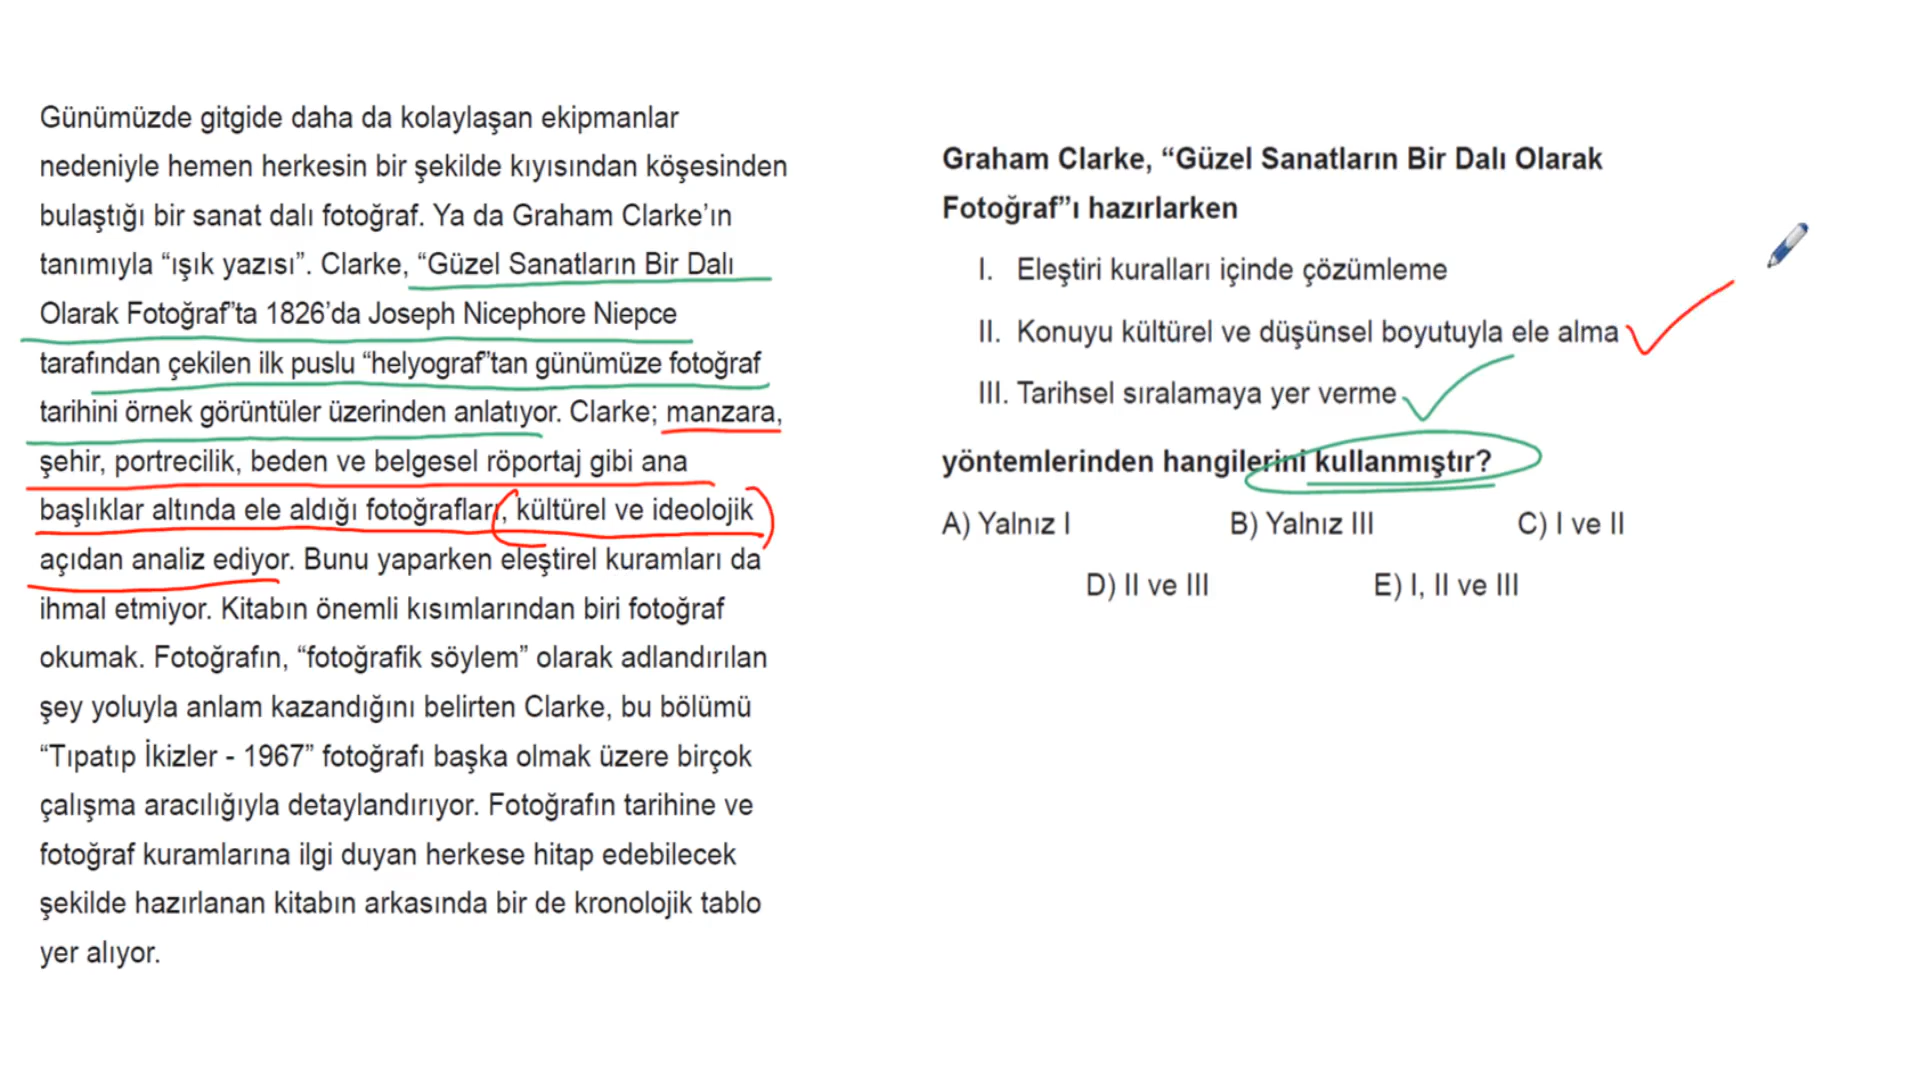 Günümüzde gitgide daha da kolaylaşan ekipmanlar
nedeniyle hemen herkesin bir şekilde kıyısından köşesinden
bulaştığı bir sanat dalı fotoğraf. Ya da Graham Clarke’ın
tanımıyla “ışık yazısı”. Clarke, “Güzel Sanatların Bir Dalı
Olarak Fotoğraf”ta 1826’da Joseph Nicephore Niepce
tarafından çekilen ilk puslu “helyograf”tan günümüze fotoğraf
tarihini örnek görüntüler üzerinden anlatıyor. Clarke; manzara,
şehir, portrecilik, beden ve belgesel röportaj gibi ana
başlıklar altında ele aldığı fotoğrafları, kültürel ve ideolojik
açıdan analiz ediyor. Bunu yaparken eleştirel kuramları da
ihmal etmiyor. Kitabın önemli kısımlarından biri fotoğraf
okumak. Fotoğrafın, “fotoğrafik söylem” olarak adlandırılan
şey yoluyla anlam kazandığını belirten Clarke, bu bölümü
“Tıpatıp İkizler - 1967” fotoğrafı başka olmak üzere birçok
çalışma aracılığıyla detaylandırıyor. Fotoğrafın tarihine ve
fotoğraf kuramlarına ilgi duyan herkese hitap edebilecek
şekilde hazırlanan kitabın arkasında bir de kronolojik tablo
yer alıyor.
Graham Clarke, “Güzel Sanatların Bir Dalı Olarak
Fotoğraf”ı hazırlarken
I. Eleştiri kuralları içinde çözümleme
II. Konuyu kültürel ve düşünsel boyutuyla ele alma
III. Tarihsel sıralamaya yer verme
yöntemlerinden hangilerini kullanmıştır?
A) Yalnız I B) Yalnız III C) I ve II
D) II ve III E) I, II ve III